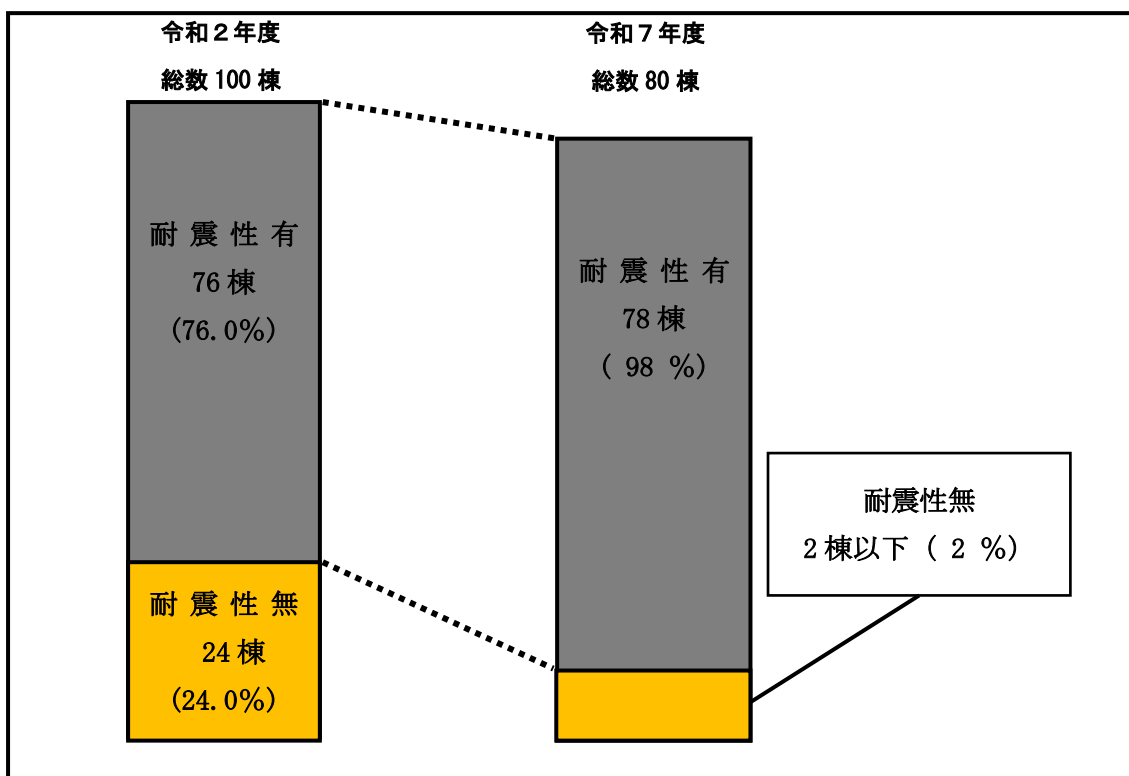 令和２年度
総数 100 棟
耐震性有
76 棟
(76.0%)
耐震性無
24 棟
(24.0%)
令和７年度
総数 80 棟
耐震性有
78 棟
( 98 %)
耐震性無
2 棟以下 ( 2 %)